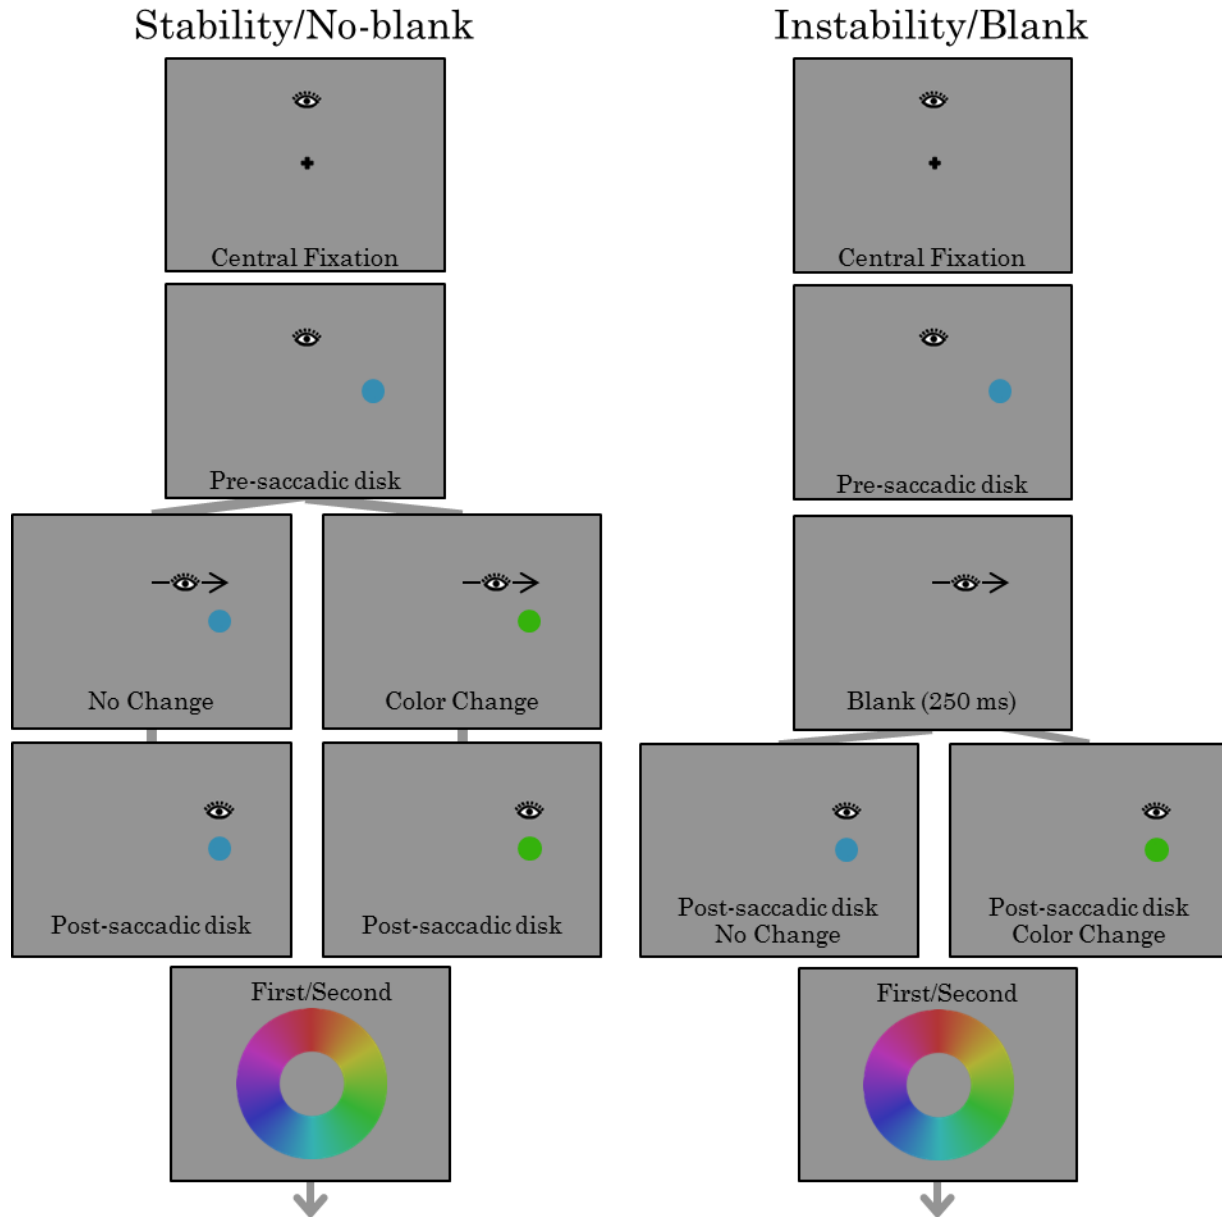 Stability/No-blank
Central Fixation
Pre-saccadic disk
No Change
Color Change
Post-saccadic disk
Post-saccadic disk
First/Second
Instability/Blank
Central Fixation
Pre-saccadic disk
Blank (250 ms)
Post-saccadic disk
No Change
Post-saccadic disk
Color Change
First/Second